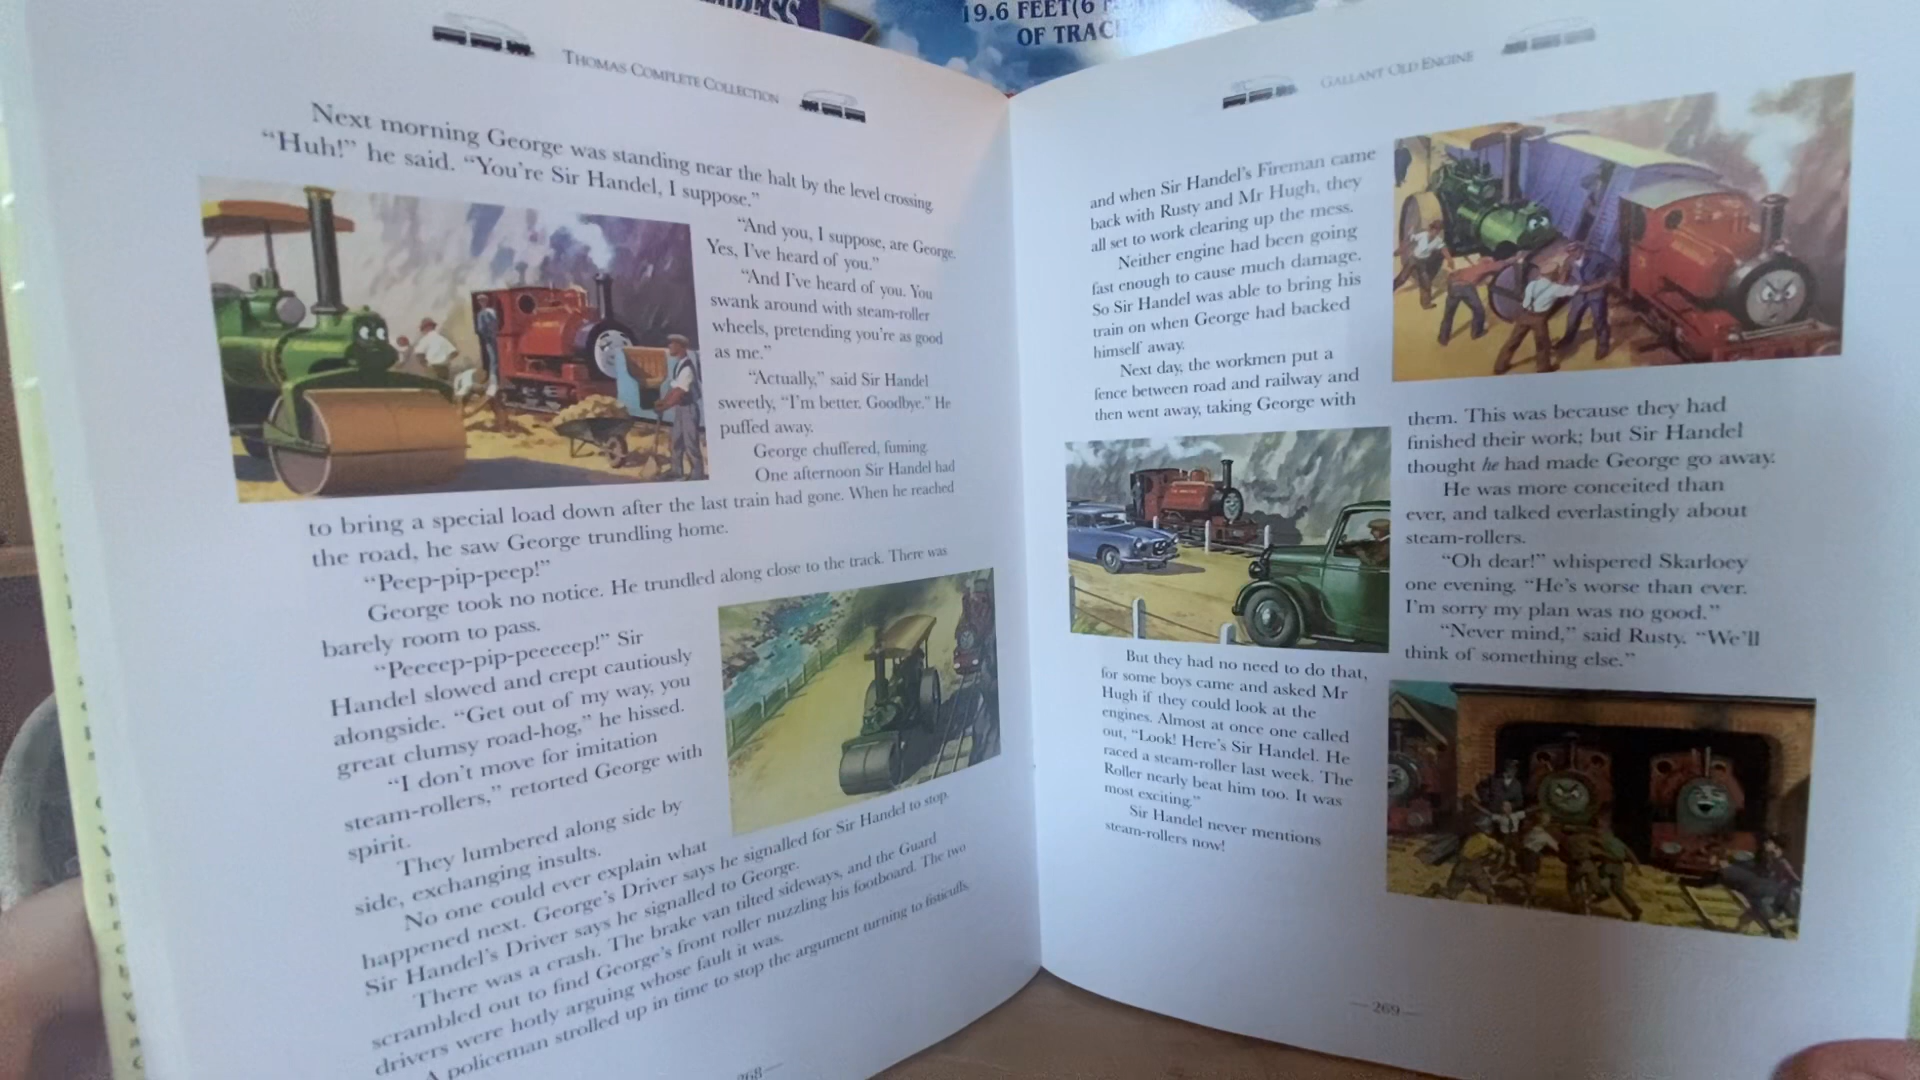 19.6 FEET(6
OF TRAC
THOMAS COMPLETE COLLECTION
Next morning George was standing near the halt by the level crossing.
“Huh!” he said. “You're Sir Handel, I suppose.”
“And you, I suppose, are George.
Yes, I've heard of you.”
“And I've heard of you. You
swank around with steam-roller
wheels, pretending you're as good
as me.”
“Actually,” said Sir Handel
sweetly, “I'm better. Goodbye.” He
puffed away.
George chuffered, fuming.
One afternoon Sir Handel had
to bring a special load down after the last train had gone. When he reached
the road, he saw George trundling home.
“Peep-pip-peep!”
George took no notice. He trundled along close to the track. There was
barely room to pass.
“Peeeep-pip-peeeeep!” Sir
Handel slowed and crept cautiously
alongside. “Get out of my way, you
great clumsy road-hog,” he hissed.
“I don't move for imitation
steam-rollers,” retorted George with
spirit.
They lumbered along side by
side, exchanging insults.
No one could ever explain what
happened next. George's Driver says he signalled for Sir Handel to stop.
Sir Handel's Driver says he signalled to George.
There was a crash. The brake van tilted sideways, and the Guard
scrambled out to find George's front roller nuzzling his footboard. The two
drivers were hotly arguing whose fault it was.
A policeman strolled up in time to stop the argument turning to fisticuffs,
268—
GALLANT OLD ENGINE
and when Sir Handel's Fireman came
back with Rusty and Mr Hugh, they
all set to work clearing up the mess.
Neither engine had been going
fast enough to cause much damage.
So Sir Handel was able to bring his
train on when George had backed
himself away.
Next day, the workmen put a
fence between road and railway and
then went away, taking George with
them. This was because they had
finished their work; but Sir Handel
thought he had made George go away.
He was more conceited than
ever, and talked everlastingly about
steam-rollers.
“Oh dear!” whispered Skarloey
one evening. “He's worse than ever.
I'm sorry my plan was no good.”
“Never mind,” said Rusty. “We'll
think of something else.”
But they had no need to do that,
for some boys came and asked Mr
Hugh if they could look at the
engines. Almost at once one called
out, “Look! Here's Sir Handel. He
raced a steam-roller last week. The
Roller nearly beat him too. It was
most exciting.”
Sir Handel never mentions
steam-rollers now!
—269—